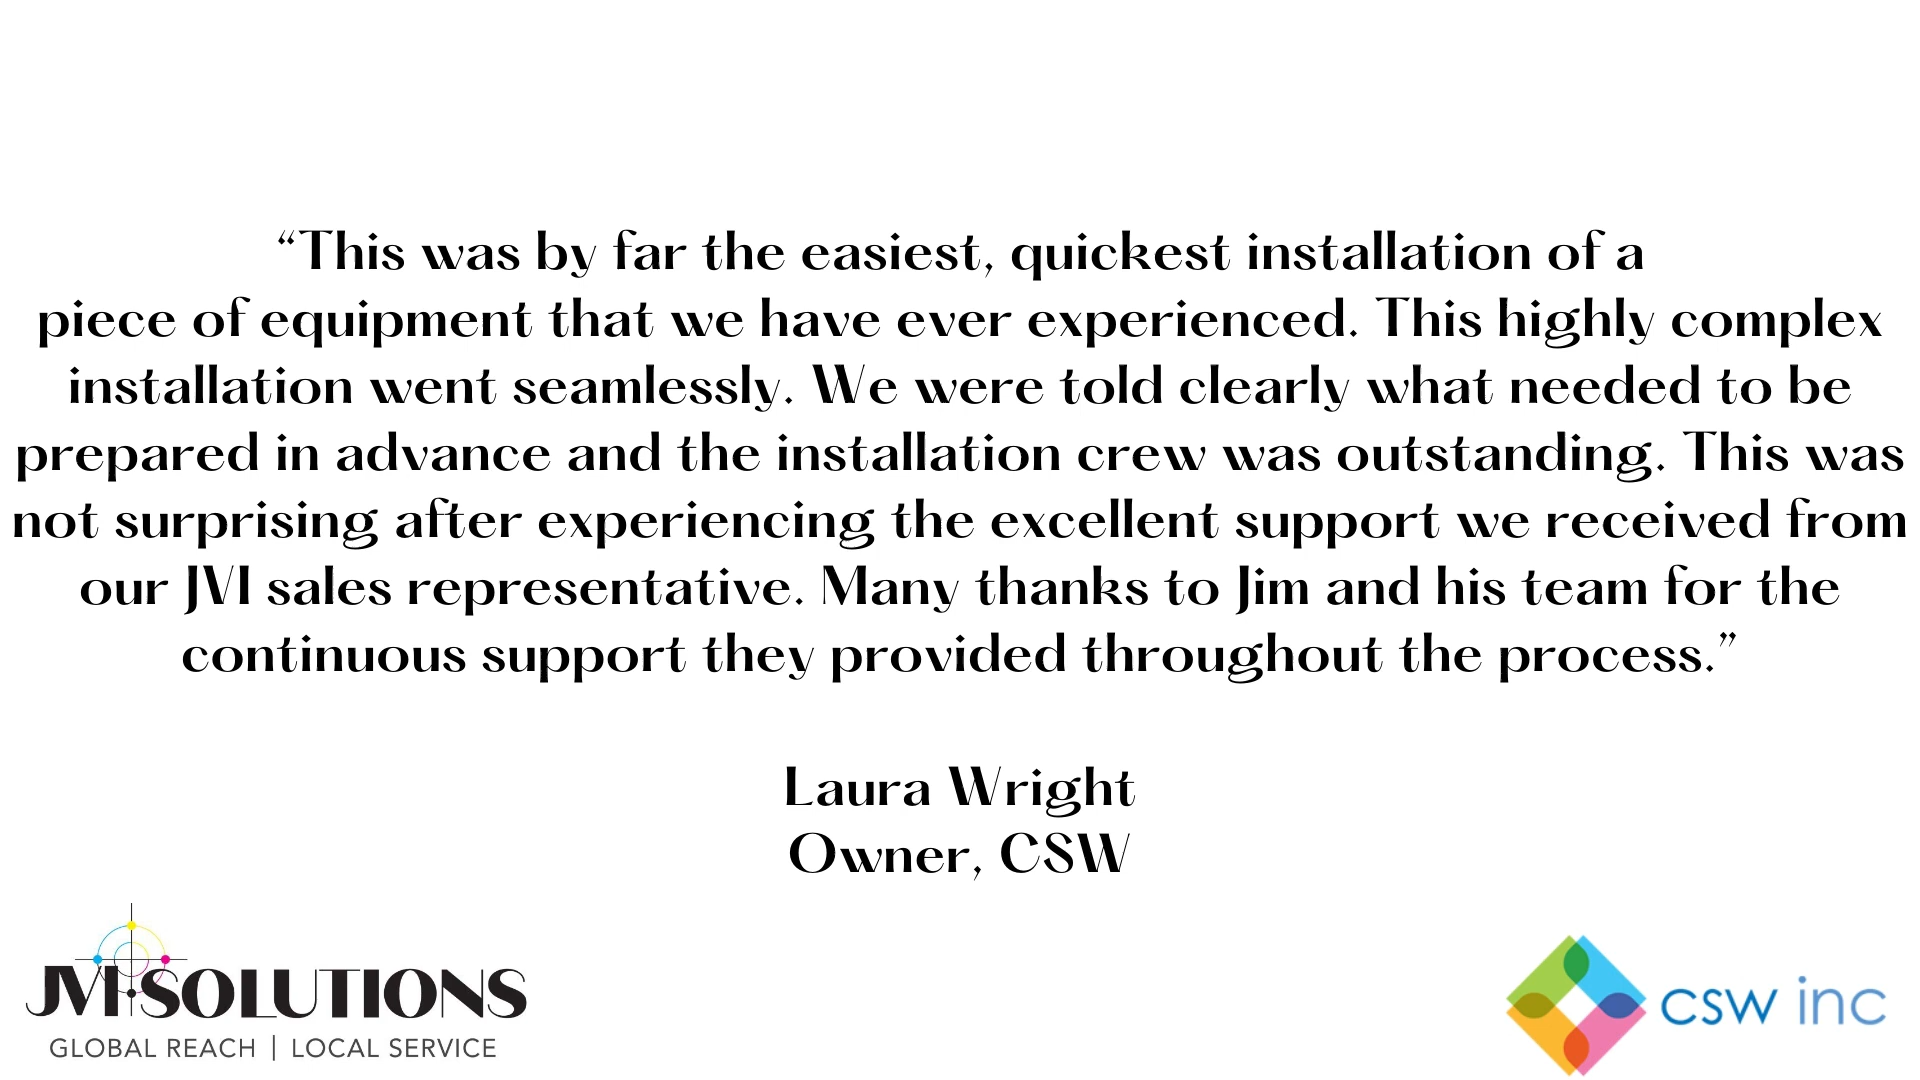 “This was by far the easiest, quickest installation of a
piece of equipment that we have ever experienced. This highly complex
installation went seamlessly. We were told clearly what needed to be
prepared in advance and the installation crew was outstanding. This was
not surprising after experiencing the excellent support we received from
our JVI sales representative. Many thanks to Jim and his team for the
continuous support they provided throughout the process.”
Laura Wright
Owner, CSW
JVI SOLUTIONS
GLOBAL REACH | LOCAL SERVICE
csw inc